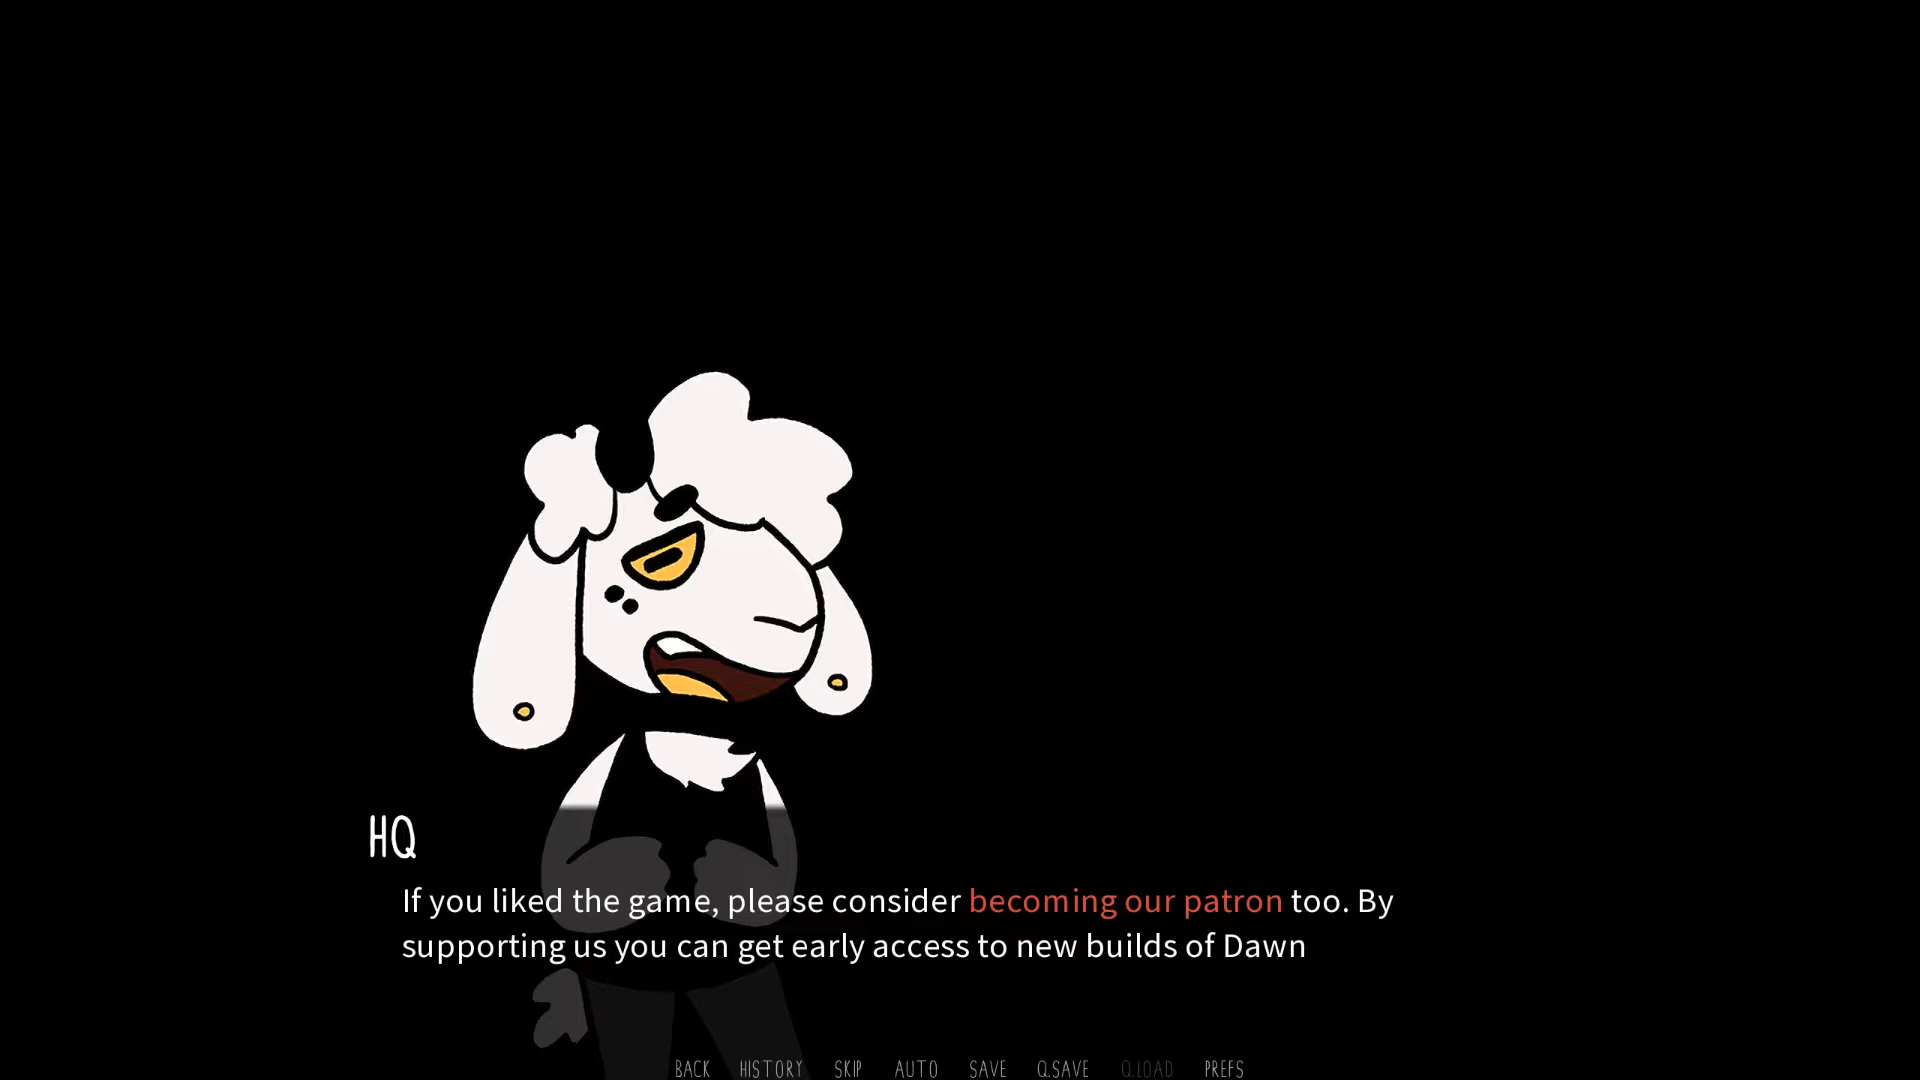 HQ
If you liked the game, please consider becoming our patron too. By
supporting us you can get early access to new builds of Dawn
BACK HISTORY SKIP AUTO SAVE Q.SAVE Q.LOAD PREFS